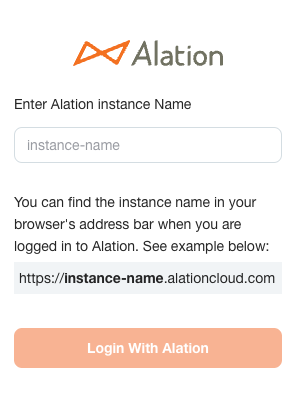 Alation
Enter Alation instance Name
instance-name
You can find the instance name in your
browser's address bar when you are
logged in to Alation. See example below:
https://instance-name.alationcloud.com
Login With Alation